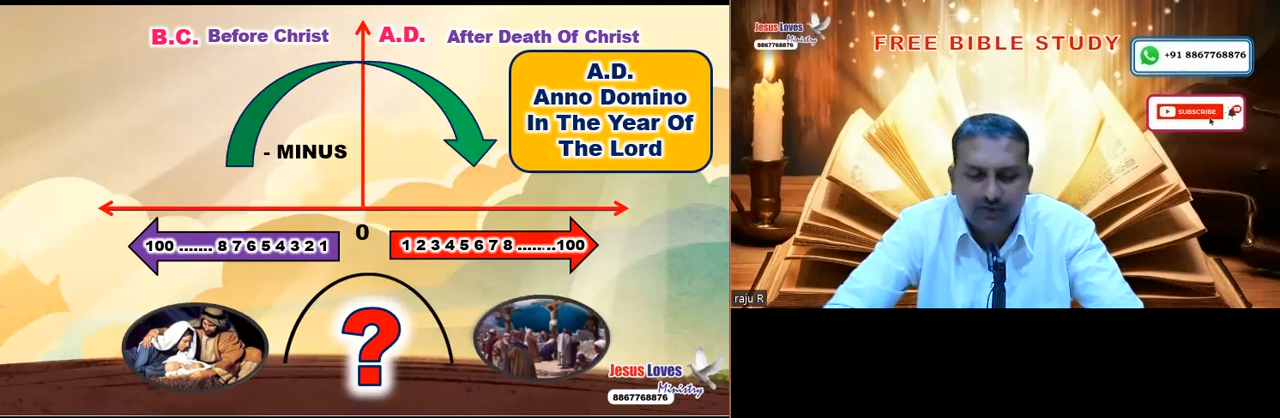 B.C. Before Christ
A.D. After Death Of Christ
A.D.
Anno Domino
In The Year Of
The Lord
- MINUS
0
100 ....... 8 7 6 5 4 3 2 1
1 2 3 4 5 6 7 8 .........100
?
Jesus Loves
Ministry
8867768876
Jesus Loves
Ministry
8867768876
FREE BIBLE STUDY
+91 8867768876
SUBSCRIBE
raju R